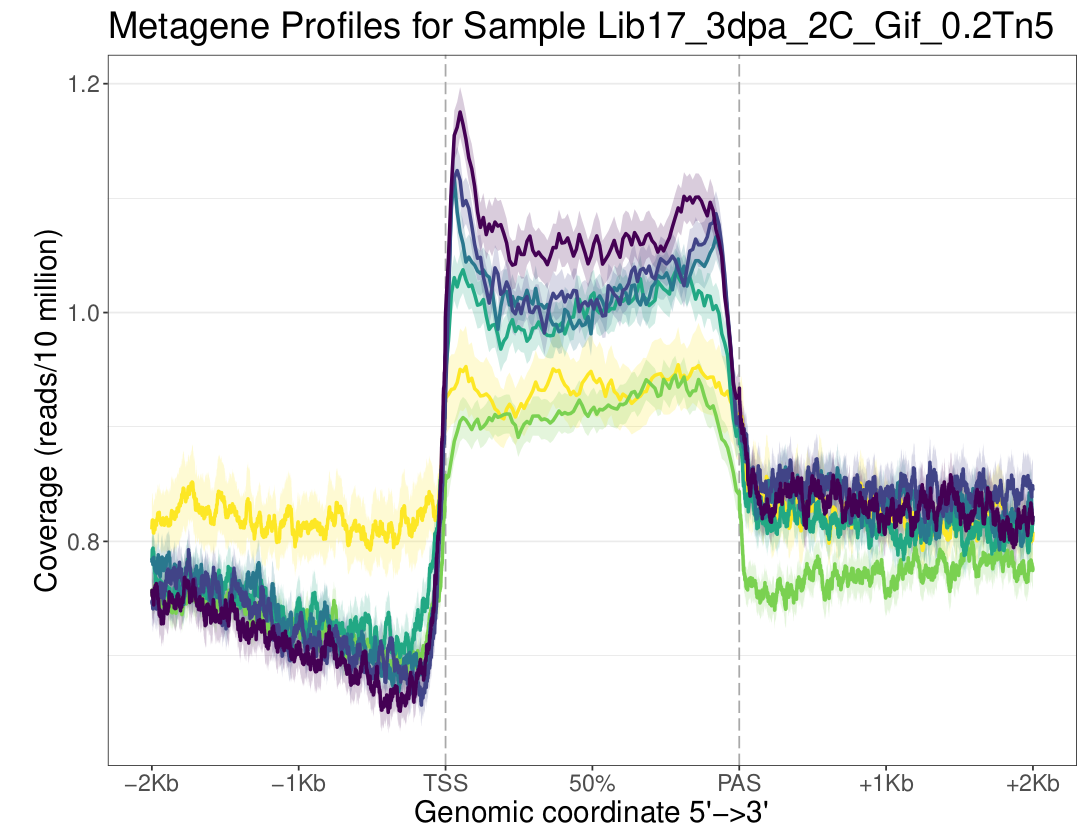 Metagene Profiles for Sample Lib17_3dpa_2C_Gif_0.2Tn5
1.2
1.0
0.8
Coverage (reads/10 million)
−2Kb −1Kb TSS 50% PAS +1Kb +2Kb
Genomic coordinate 5'−>3'